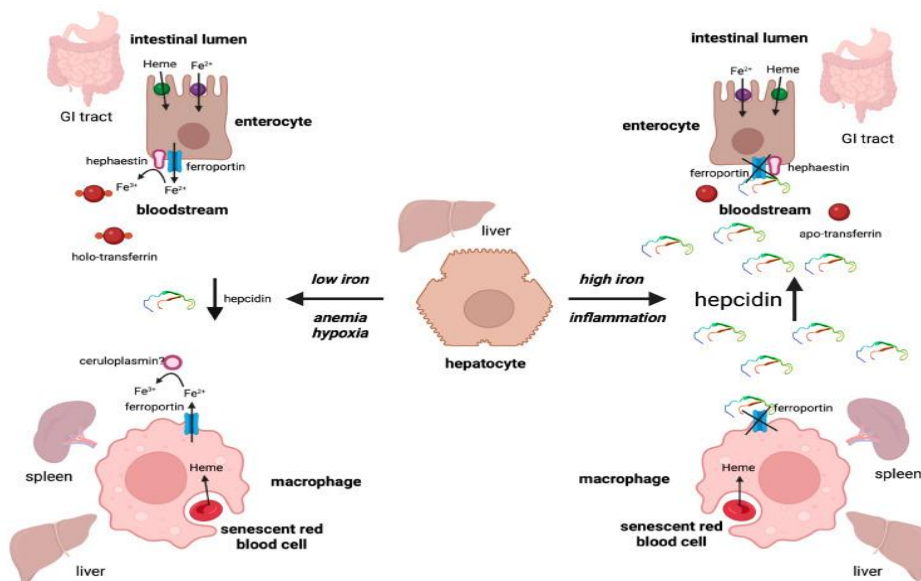 intestinal lumen
Heme
Fe²⁺
GI tract
enterocyte
hephaestin
ferroportin
Fe³⁺
Fe²⁺
bloodstream
holo-transferrin
hepcidin
ceruloplasmin?
Fe³⁺
Fe²⁺
ferroportin
spleen
Heme
macrophage
senescent red
blood cell
liver
liver
low iron
anemia
hypoxia
high iron
inflammation
hepatocyte
intestinal lumen
Fe²⁺
Heme
GI tract
enterocyte
ferroportin
hephaestin
bloodstream
apo-transferrin
hepcidin
ferroportin
spleen
Heme
macrophage
senescent red
blood cell
liver